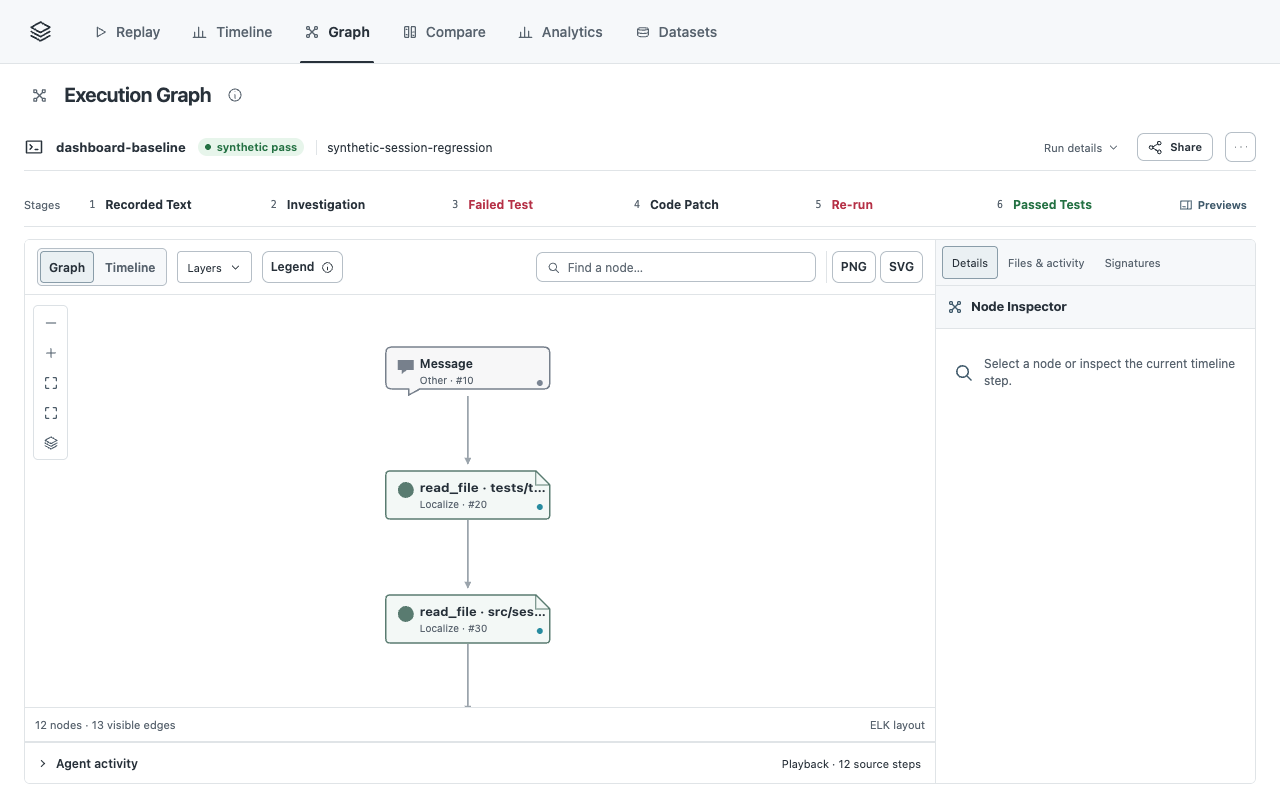 Replay
Timeline
Graph
Compare
Analytics
Datasets
Execution Graph
dashboard-baseline
synthetic pass
synthetic-session-regression
Run details
Share
Stages
1 Recorded Text
2 Investigation
3 Failed Test
4 Code Patch
5 Re-run
6 Passed Tests
Previews
Graph
Timeline
Layers
Legend
Find a node...
PNG
SVG
Details
Files & activity
Signatures
Node Inspector
Select a node or inspect the current timeline
step.
Message
Other · #10
read_file · tests/t...
Localize · #20
read_file · src/ses...
Localize · #30
12 nodes · 13 visible edges
ELK layout
Agent activity
Playback · 12 source steps